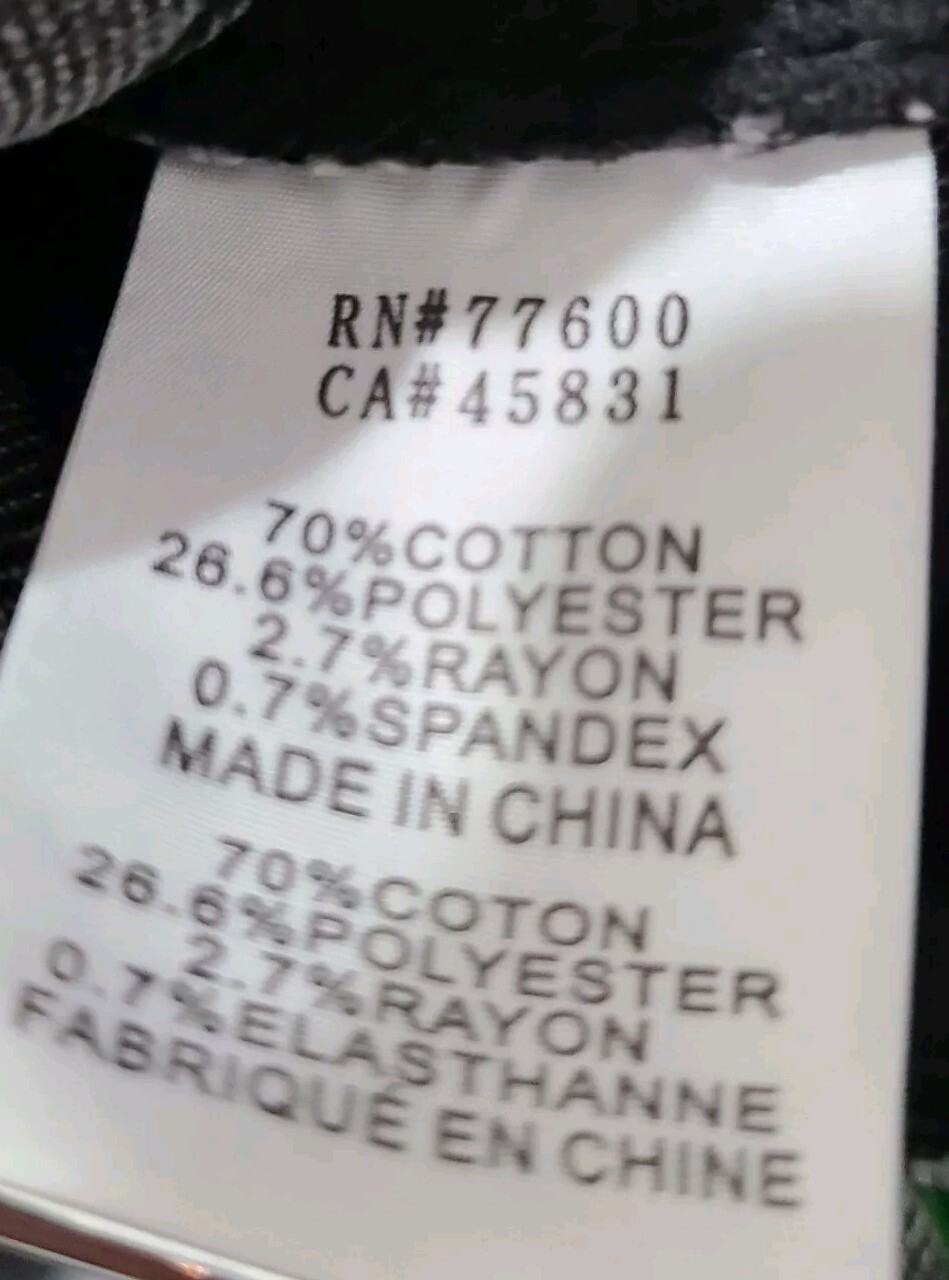 RN#77600
CA#45831
70%COTTON
26.6%POLYESTER
2.7%RAYON
0.7%SPANDEX
MADE IN CHINA
70%COTON
26.6%POLYESTER
2.7%RAYON
0.7%ELASTHANNE
FABRIQUÉ EN CHINE